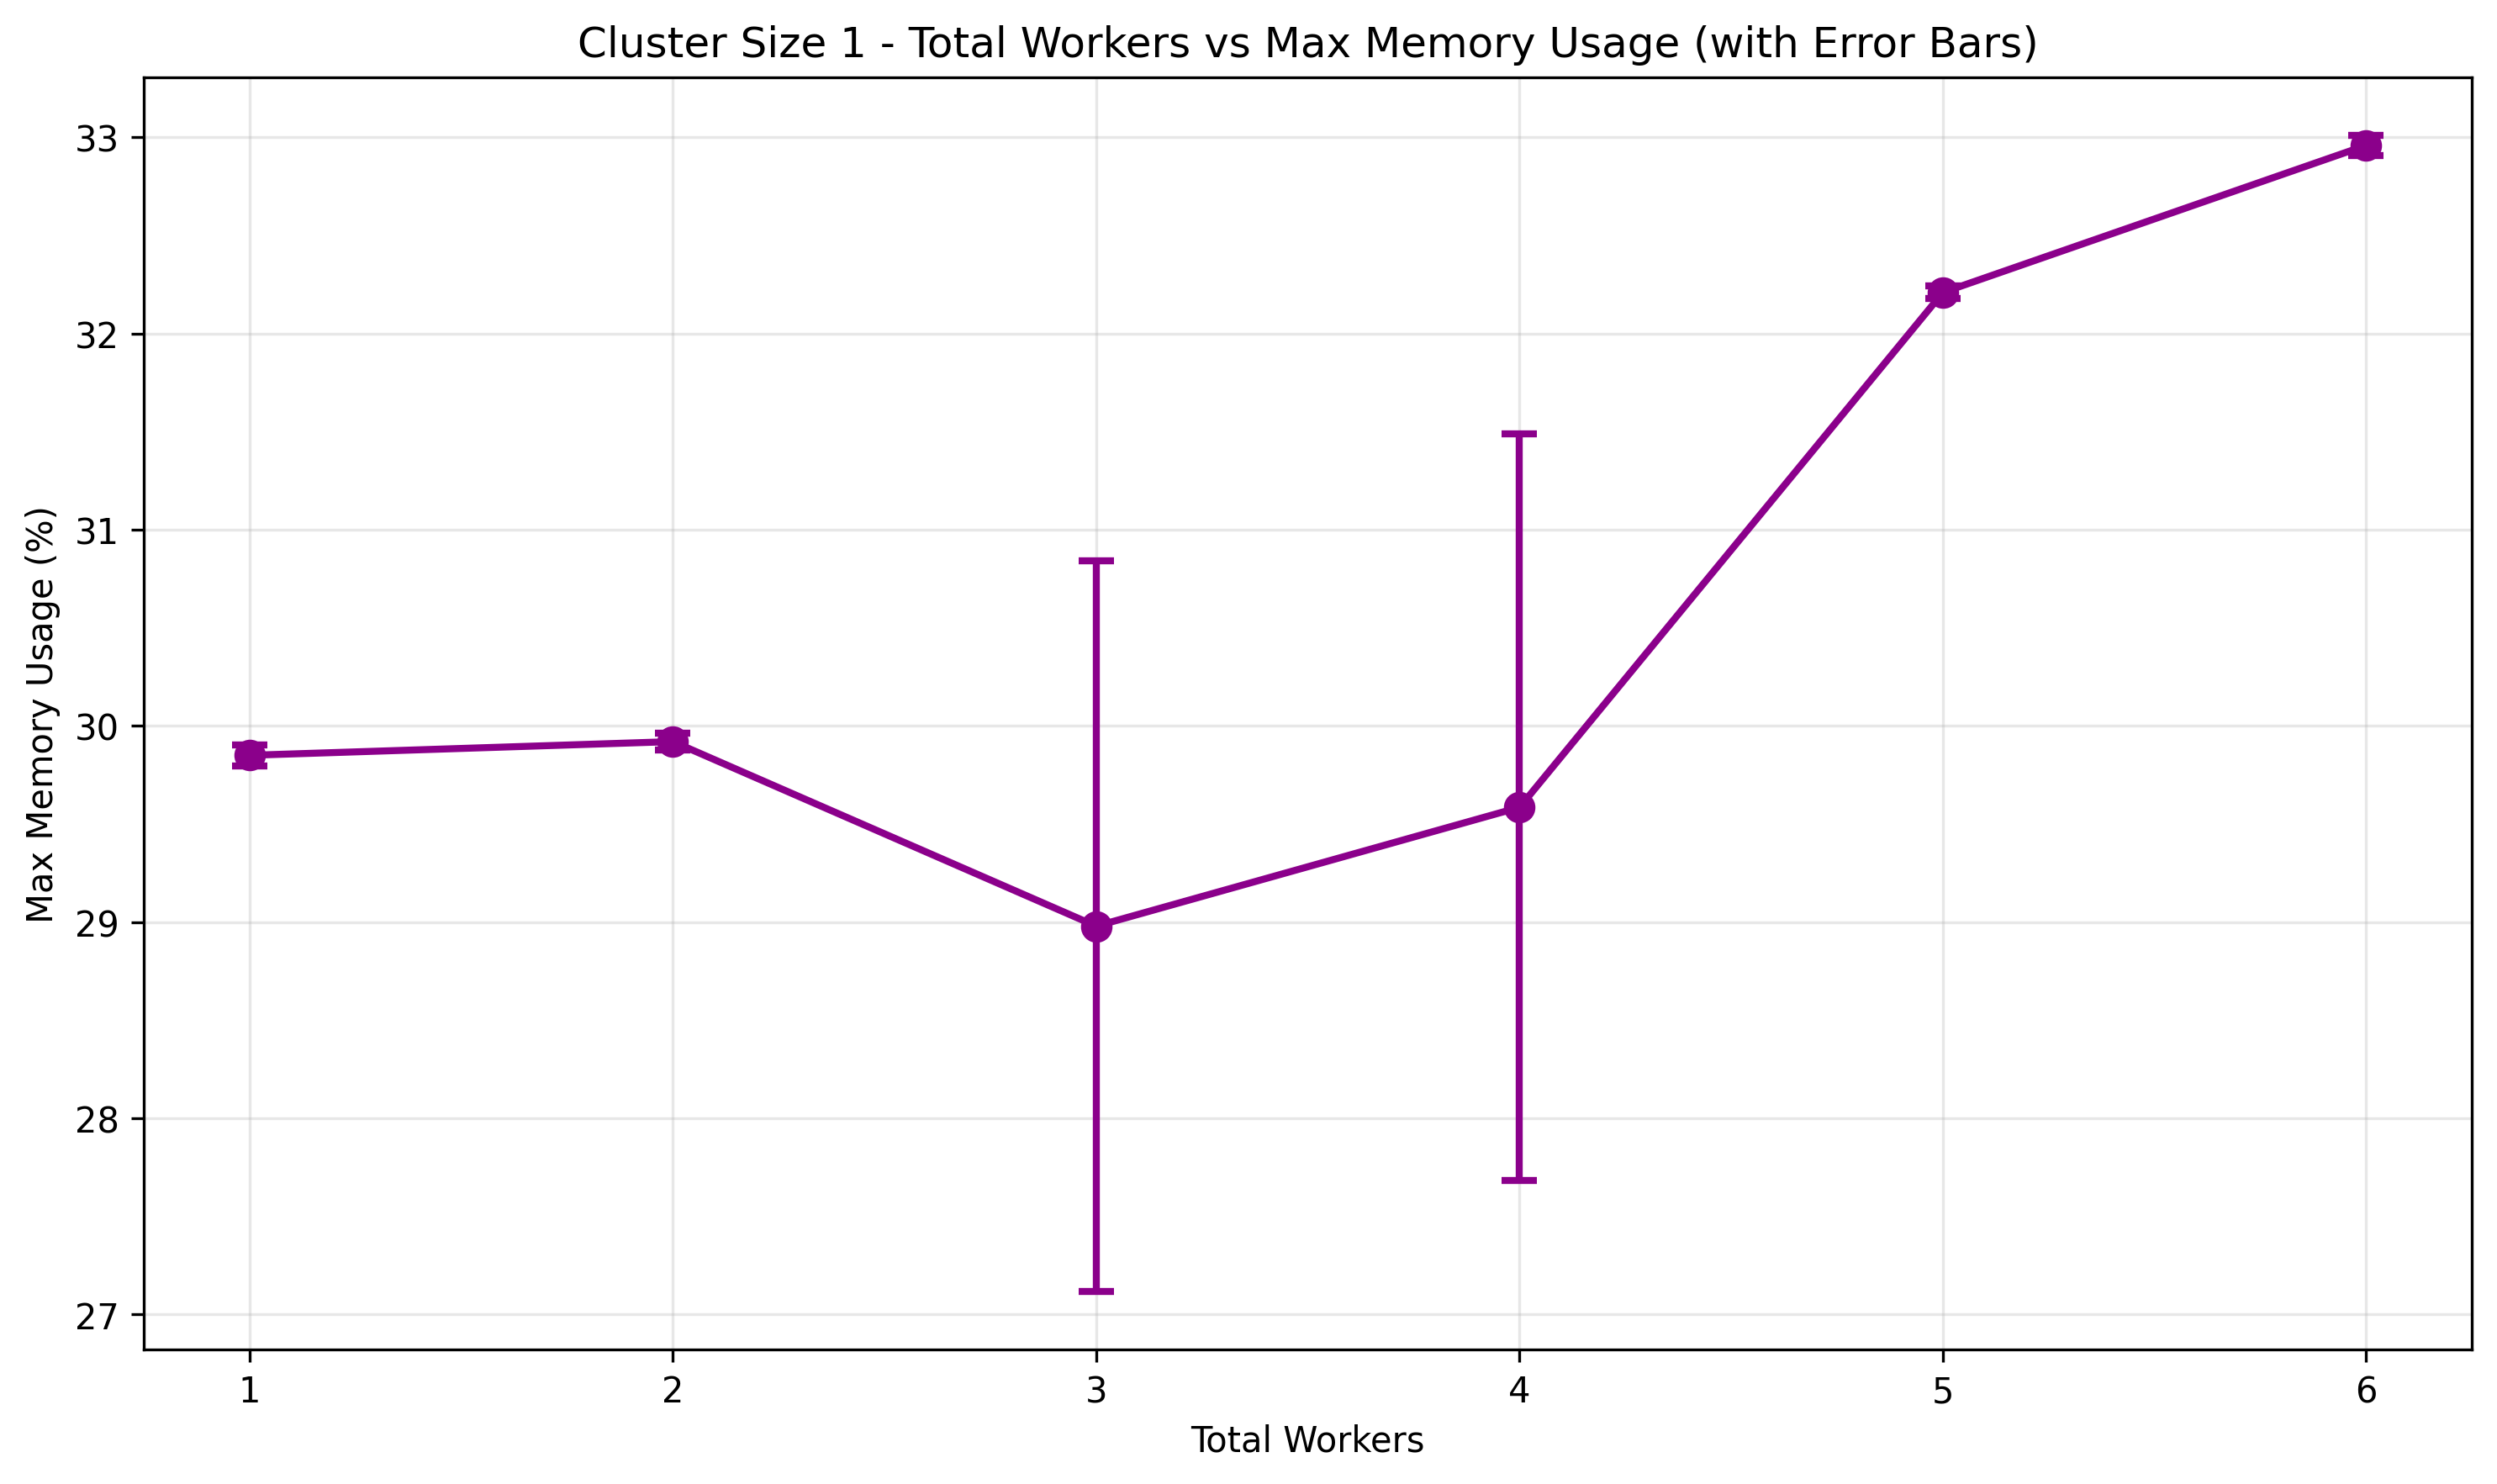 Cluster Size 1 - Total Workers vs Max Memory Usage (with Error Bars)
Max Memory Usage (%)
33
32
31
30
29
28
27
1 2 3 4 5 6
Total Workers